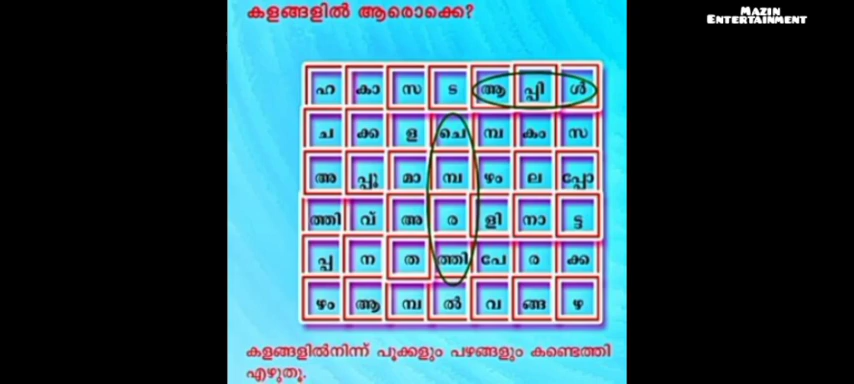 കളങ്ങളിൽ ആരൊക്കെ?
MAZIN
ENTERTAINMENT
ഹ കാ സ ട ആ പ്പി ൾ
ച ക്ക ള ചെ മ്പ കം സ
അ പ്പൂ മാ മ്പ ഴം ല പ്പോ
ത്തി വ് അ ര ളി നാ ട്ട
പ്പ ന ത ത്തി പേ ര ക്ക
ഴം ആ മ്പ ൽ വ ങ്ങ ഴ
കളങ്ങളിൽനിന്ന് പൂക്കളും പഴങ്ങളും കണ്ടെത്തി
എഴുതൂ.